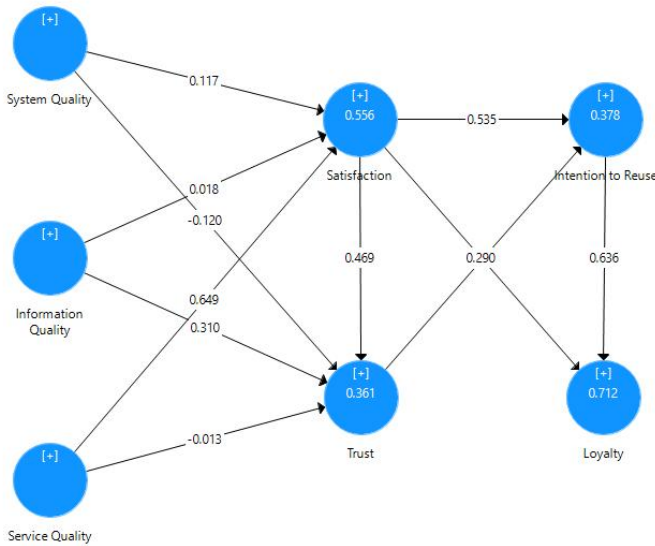 [+]
System Quality
[+]
Information
Quality
[+]
Service Quality
0.117
0.018
-0.120
0.649
0.310
-0.013
[+]
0.556
Satisfaction
0.535
[+]
0.378
Intention to Reuse
0.469
0.290
0.636
[+]
0.361
Trust
[+]
0.712
Loyalty